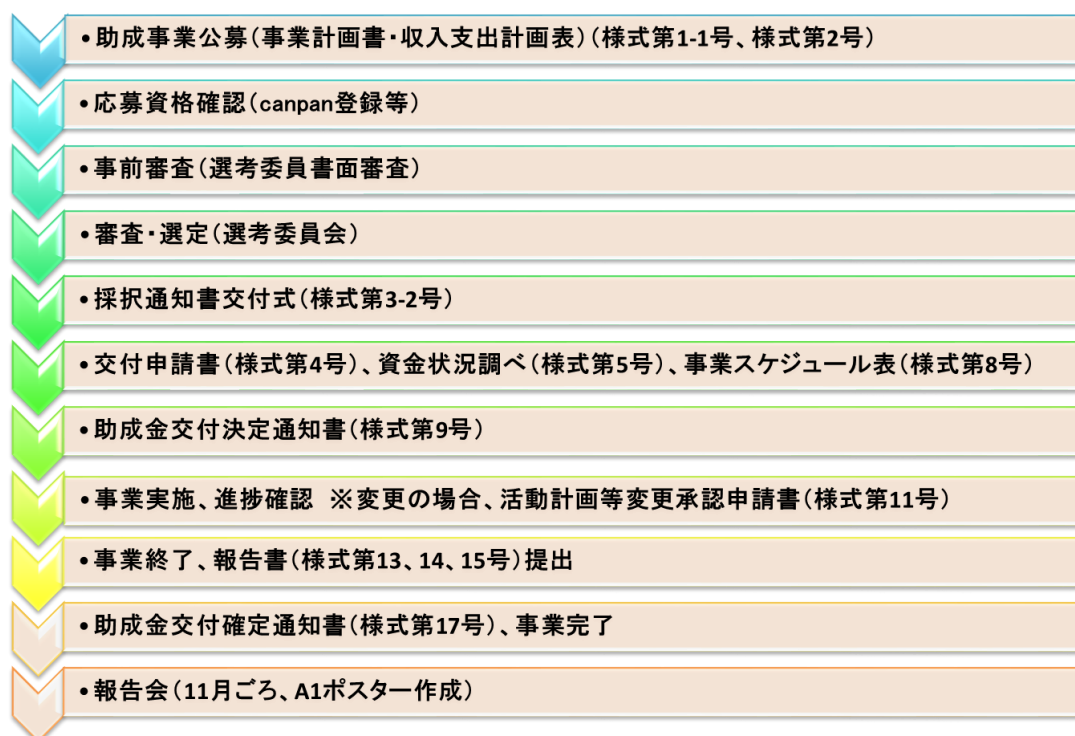 •助成事業公募(事業計画書・収入支出計画表)(様式第1-1号、様式第2号)
•応募資格確認(canpan登録等)
•事前審査(選考委員書面審査)
•審査・選定(選考委員会)
•採択通知書交付式(様式第3-2号)
•交付申請書(様式第4号)、資金状況調べ(様式第5号)、事業スケジュール表(様式第8号)
•助成金交付決定通知書(様式第9号)
•事業実施、進捗確認 ※変更の場合、活動計画等変更承認申請書(様式第11号)
•事業終了、報告書(様式第13、14、15号)提出
•助成金交付確定通知書(様式第17号)、事業完了
•報告会(11月ごろ、A1ポスター作成)